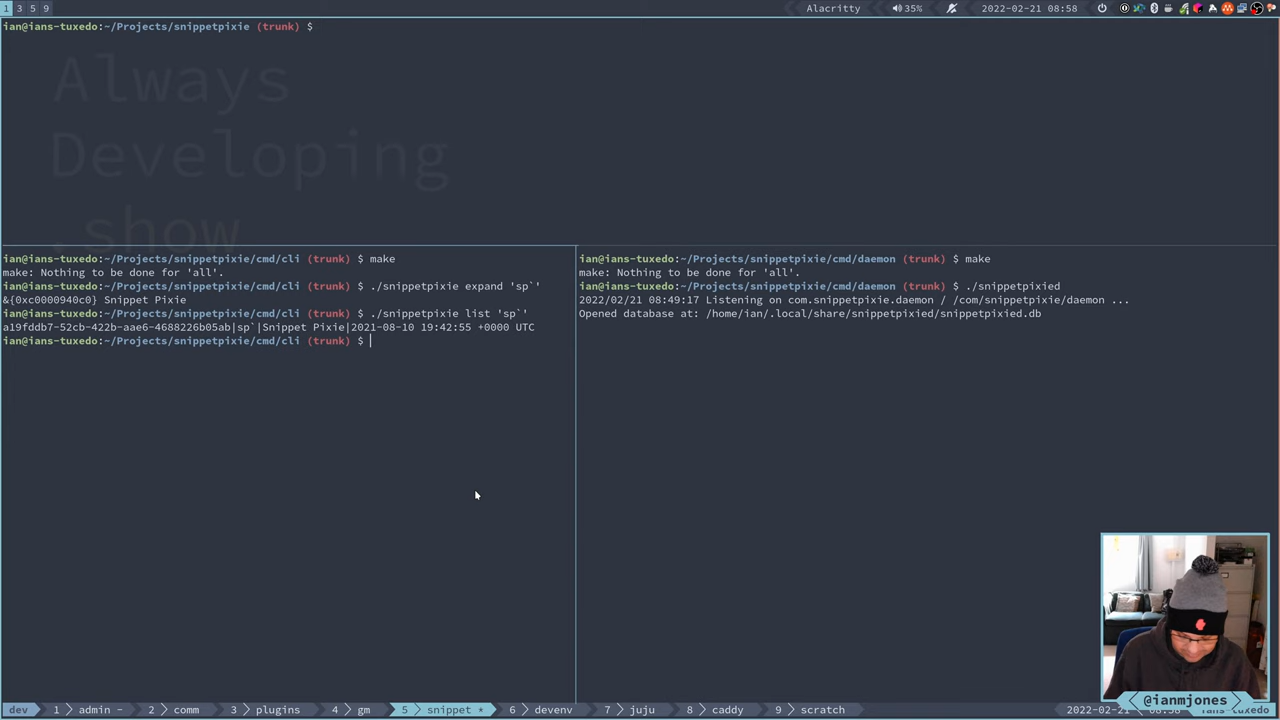 1 3 5 9
Alacritty
35%
2022-02-21 08:58
ian@ians-tuxedo:~/Projects/snippetpixie (trunk) $
Always
Developing
.show
ian@ians-tuxedo:~/Projects/snippetpixie/cmd/cli (trunk) $ make
make: Nothing to be done for 'all'.
ian@ians-tuxedo:~/Projects/snippetpixie/cmd/cli (trunk) $ ./snippetpixie expand 'sp`'
&{0xc0000940c0} Snippet Pixie
ian@ians-tuxedo:~/Projects/snippetpixie/cmd/cli (trunk) $ ./snippetpixie list 'sp`'
a19fddb7-52cb-422b-aae6-4688226b05ab|sp`|Snippet Pixie|2021-08-10 19:42:55 +0000 UTC
ian@ians-tuxedo:~/Projects/snippetpixie/cmd/cli (trunk) $
ian@ians-tuxedo:~/Projects/snippetpixie/cmd/daemon (trunk) $ make
make: Nothing to be done for 'all'.
ian@ians-tuxedo:~/Projects/snippetpixie/cmd/daemon (trunk) $ ./snippetpixied
2022/02/21 08:49:17 Listening on com.snippetpixie.daemon / /com/snippetpixie/daemon ...
Opened database at: /home/ian/.local/share/snippetpixied/snippetpixied.db
@ianmjones
dev 1 admin - 2 comm 3 plugins 4 gm 5 snippet * 6 devenv 7 juju 8 caddy 9 scratch 2022-02-21